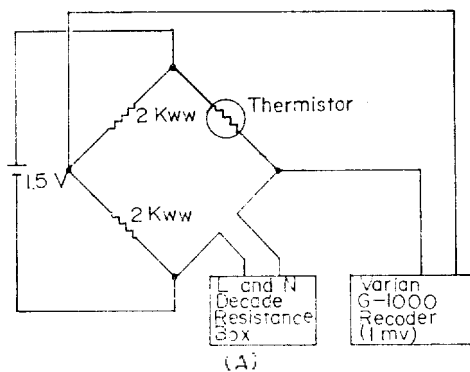 2 Kww
Thermistor
1.5 V
2 Kww
L and N
Decade
Resistance
Box
Varian
G-1000
Recoder
(1 mv)
(A)